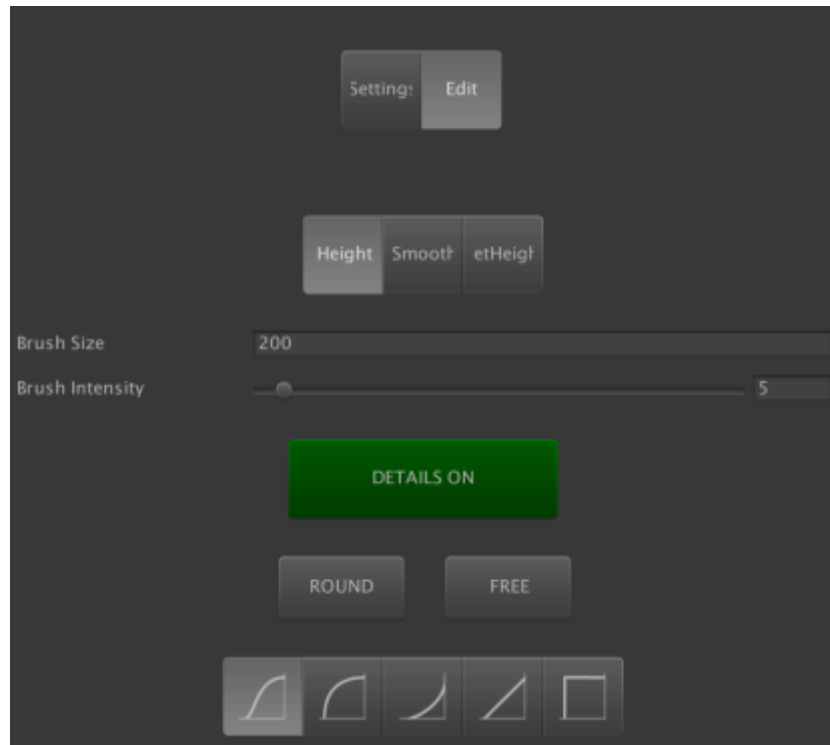 Settings Edit
Height Smooth etHeigh
Brush Size 200
Brush Intensity 5
DETAILS ON
ROUND FREE